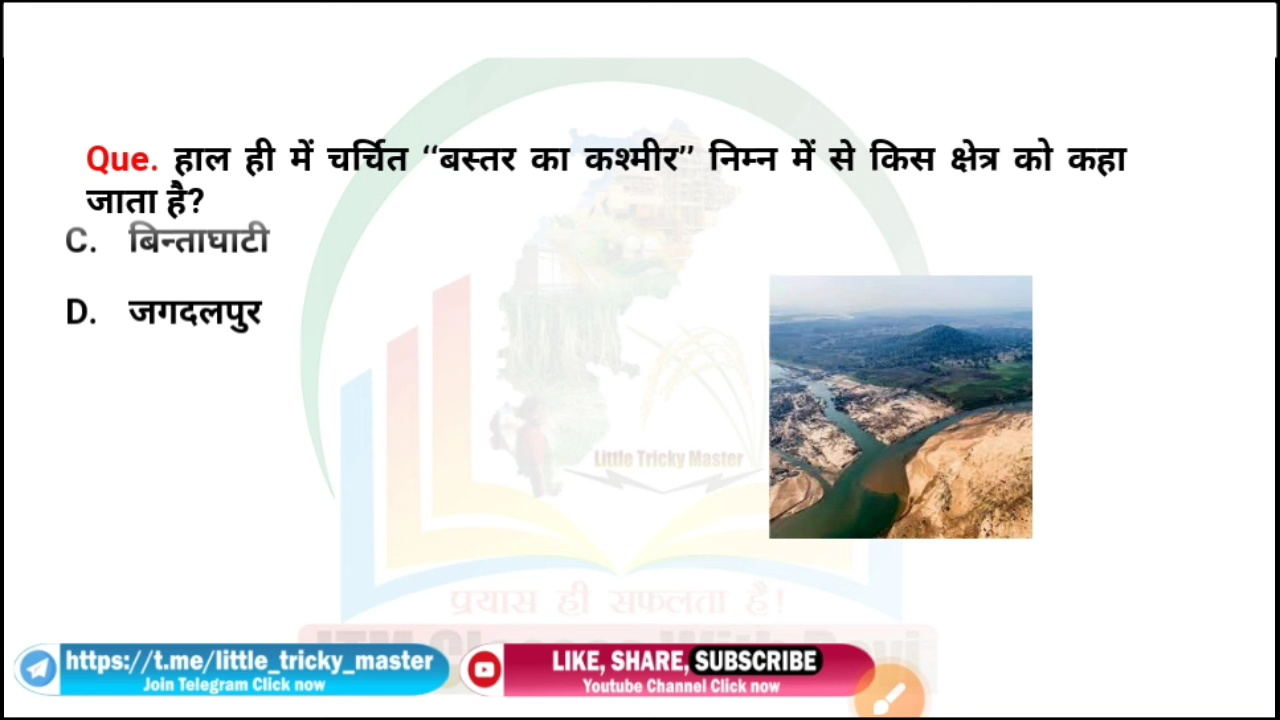 Que. हाल ही में चर्चित ‘‘बस्तर का कश्मीर’’ निम्न में से किस क्षेत्र को कहा
जाता है?
C. बिन्ताघाटी
D. जगदलपुर
Little Tricky Master
प्रयास ही सफलता है!
https://t.me/little_tricky_master
Join Telegram Click now
LIKE, SHARE, SUBSCRIBE
Youtube Channel Click now